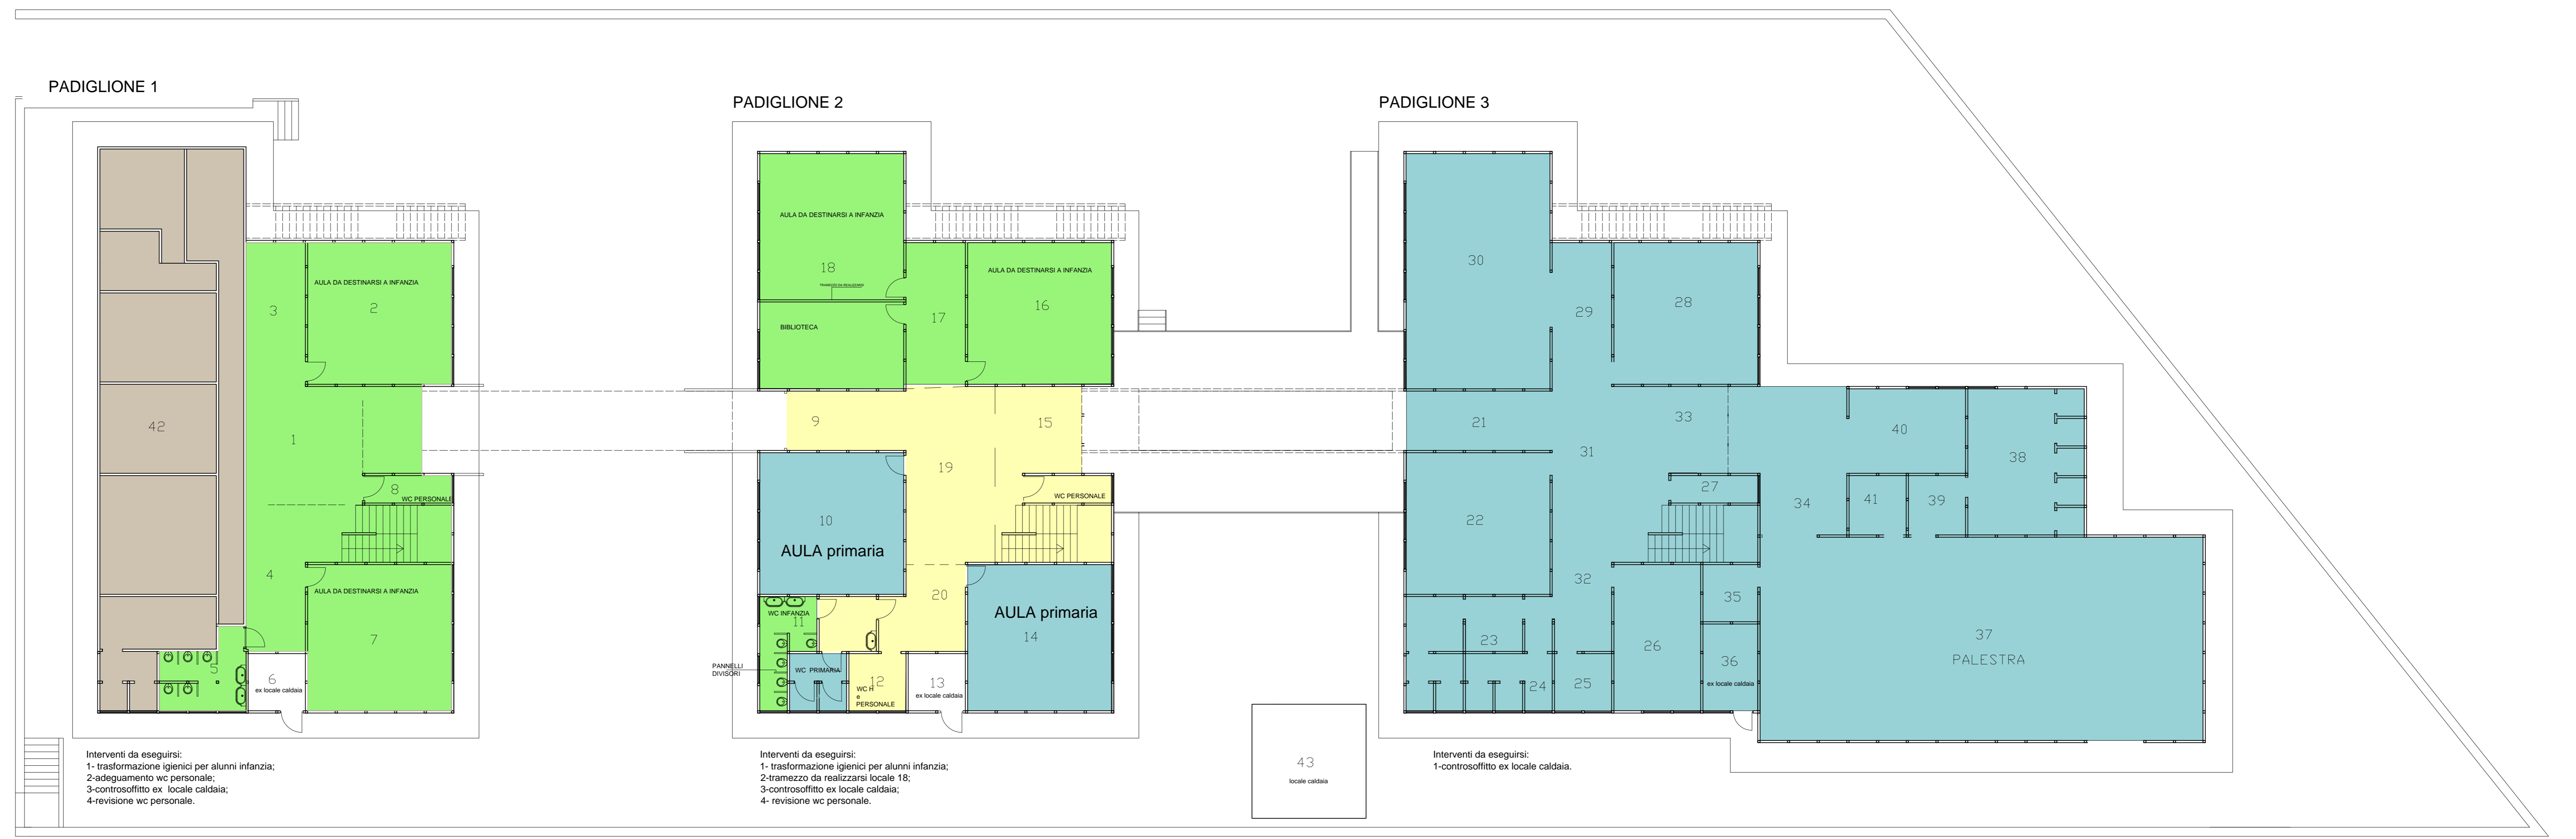 PADIGLIONE 1
AULA DA DESTINARSI A INFANZIA
2
3
42
1
8
WC PERSONALE
4
AULA DA DESTINARSI A INFANZIA
7
5
6
ex locale caldaia
Interventi da eseguirsi:
1- trasformazione igienici per alunni infanzia;
2-adeguamento wc personale;
3-controsoffitto ex locale caldaia;
4-revisione wc personale.
PADIGLIONE 2
AULA DA DESTINARSI A INFANZIA
18
TRAMEZZO DA REALIZZARSI
BIBLIOTECA
17
AULA DA DESTINARSI A INFANZIA
16
9
15
19
10
AULA primaria
WC PERSONALE
20
AULA primaria
14
WC INFANZIA
11
PANNELLI
DIVISORI
WC PRIMARIA
12
WC H
e
PERSONALE
13
ex locale caldaia
Interventi da eseguirsi:
1- trasformazione igienici per alunni infanzia;
2-tramezzo da realizzarsi locale 18;
3-controsoffitto ex locale caldaia;
4- revisione wc personale.
43
locale caldaia
PADIGLIONE 3
30
29
28
21
33
31
40
38
27
41
39
34
22
32
35
23
26
36
ex locale caldaia
24
25
37
PALESTRA
Interventi da eseguirsi:
1-controsoffitto ex locale caldaia.